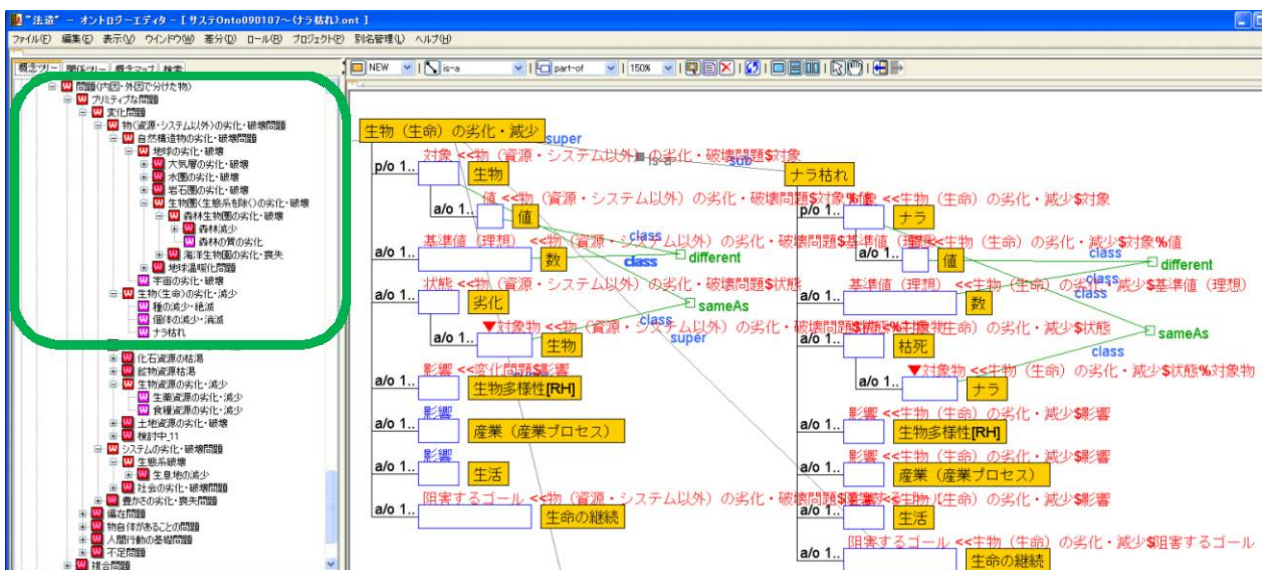 "法造" － オントロジーエディタ － [ サステOnto090107～(ナラ枯れ).ont ]
ファイル(F) 編集(E) 表示(V) ウインドウ(W) 差分(D) ロール(R) プロジェクト(P) 別名管理(L) ヘルプ(H)
概念ツリー 関係ツリー 概念マップ 検索
NEW is-a part-of 150%
問題(内因・外因で分けた物)
プリミティブな問題
変化問題
物(資源・システム以外)の劣化・破壊問題
自然構造物の劣化・破壊問題
地球の劣化・破壊
大気層の劣化・破壊
水圏の劣化・破壊
岩石圏の劣化・破壊
生物圏(生態系を除く)の劣化・破壊
森林生物圏の劣化・破壊
森林減少
森林の質の劣化
海洋生物圏の劣化・喪失
地球温暖化問題
宇宙の劣化・破壊
生物(生命)の劣化・減少
種の減少・絶滅
個体の減少・消滅
ナラ枯れ
化石資源の枯渇
鉱物資源枯渇
生物資源の劣化・減少
生薬資源の劣化・減少
食糧資源の劣化・減少
土地資源の劣化・破壊
検討中_11
システムの劣化・破壊問題
生態系破壊
生息地の減少
社会の劣化・破壊問題
豊かさの劣化・喪失問題
偏在問題
物自体があることの問題
人間行動の基礎問題
不足問題
複合問題
生物（生命）の劣化・減少
super
is-a
sub
対象 <<物（資源・システム以外）の劣化・破壊問題$対象
p/o 1.. 生物
値 <<物（資源・システム以外）の劣化・破壊問題$対象%値
a/o 1.. 値
class
基準値（理想） <<物（資源・システム以外）の劣化・破壊問題$基準値（理想）
a/o 1.. 数
class
different
状態 <<物（資源・システム以外）の劣化・破壊問題$状態
a/o 1.. 劣化
sameAs
class
super
▼対象物 <<物（資源・システム以外）の劣化・破壊問題$状態%対象物
a/o 1.. 生物
影響 <<変化問題$影響
a/o 1.. 生物多様性[RH]
影響
a/o 1.. 産業（産業プロセス）
影響
a/o 1.. 生活
阻害するゴール <<物（資源・システム以外）の劣化・破壊問題$阻害するゴール
a/o 1.. 生命の継続
ナラ枯れ
<<生物（生命）の劣化・減少$対象
p/o 1.. ナラ
<<生物（生命）の劣化・減少$対象%値
a/o 1.. 値
class
different
class
基準値（理想） <<生物（生命）の劣化・減少$基準値（理想）
a/o 1.. 数
class
<<生物（生命）の劣化・減少$状態
a/o 1.. 枯死
sameAs
class
▼対象物 <<生物（生命）の劣化・減少$状態%対象物
a/o 1.. ナラ
影響 <<生物（生命）の劣化・減少$影響
a/o 1.. 生物多様性[RH]
影響 <<生物（生命）の劣化・減少$影響
a/o 1.. 産業（産業プロセス）
<<生物（生命）の劣化・減少$影響
a/o 1.. 生活
阻害するゴール <<生物（生命）の劣化・減少$阻害するゴール
a/o 1.. 生命の継続